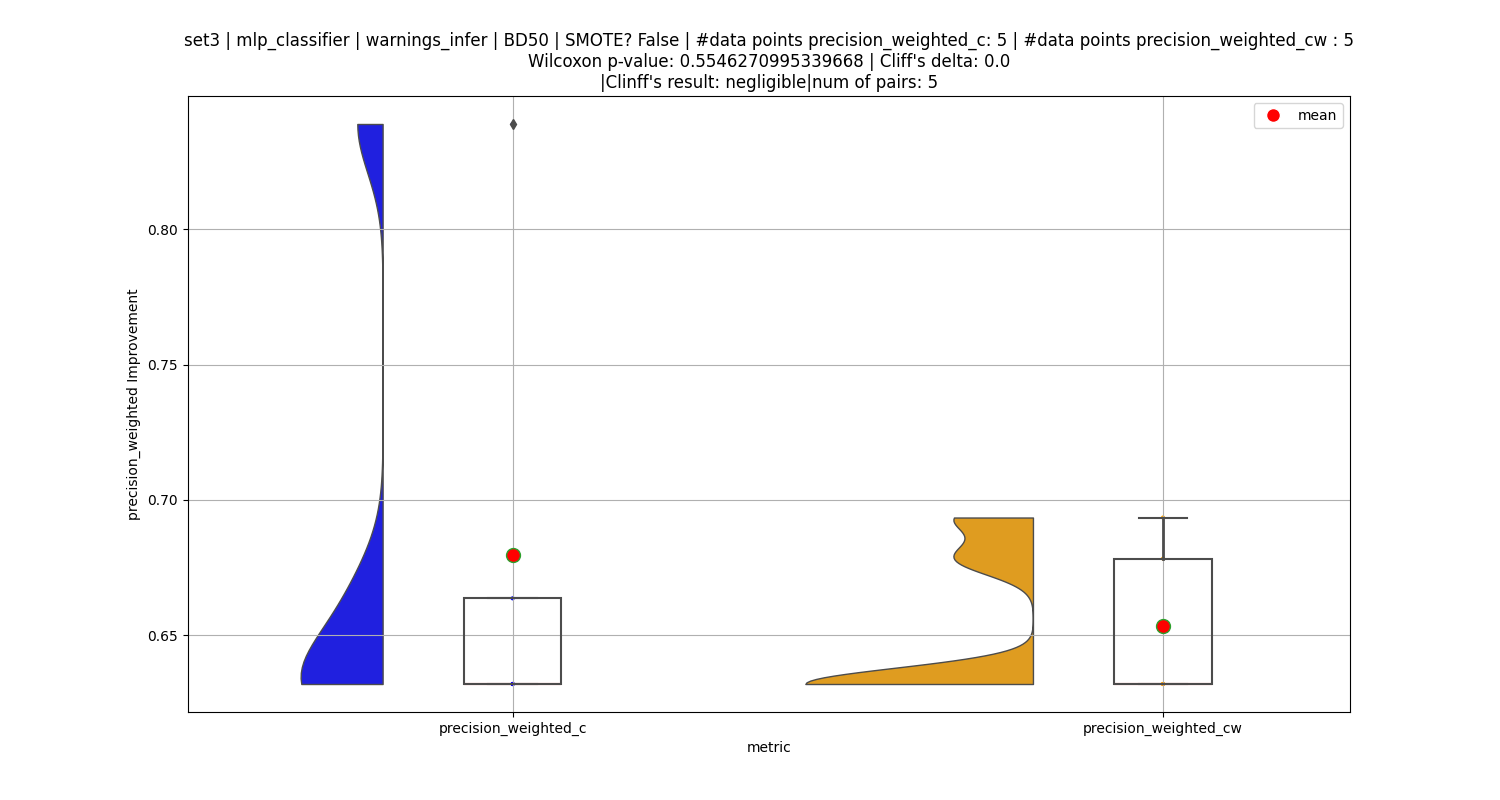 set3 | mlp_classifier | warnings_infer | BD50 | SMOTE? False | #data points precision_weighted_c: 5 | #data points precision_weighted_cw : 5
Wilcoxon p-value: 0.5546270995339668 | Cliff's delta: 0.0
|Clinff's result: negligible|num of pairs: 5
mean
0.80
0.75
0.70
0.65
precision_weighted Improvement
precision_weighted_c
precision_weighted_cw
metric